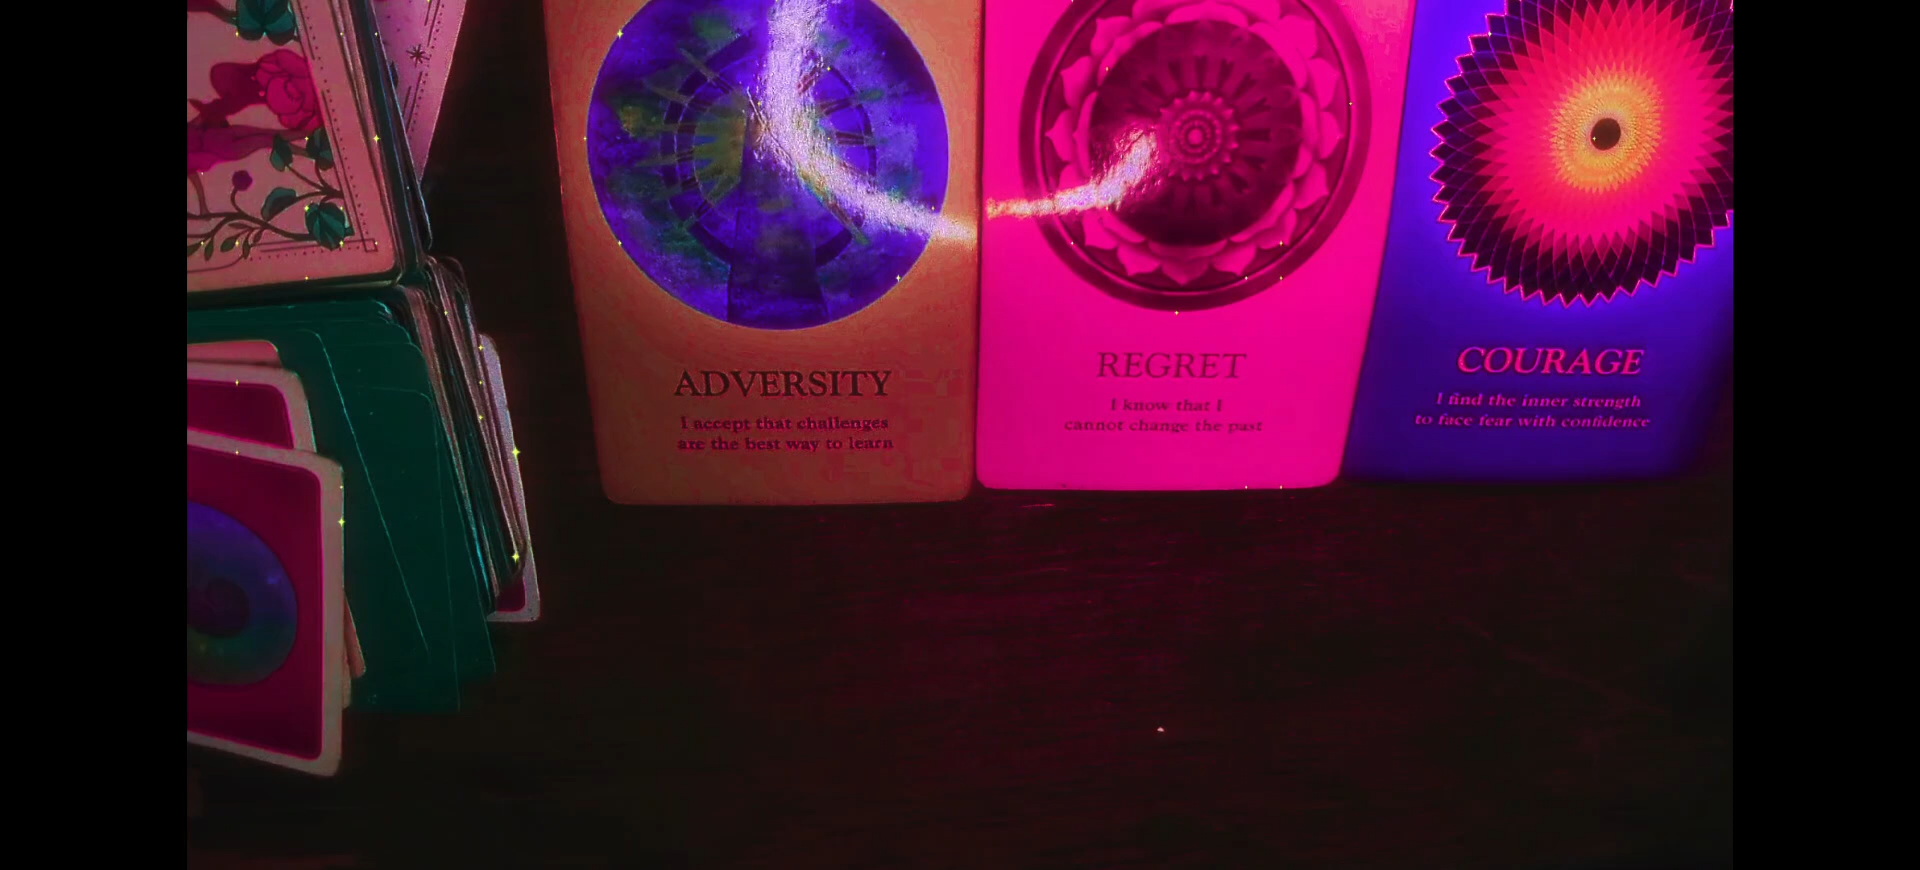 ADVERSITY
I accept that challenges
are the best way to learn
REGRET
I know that I
cannot change the past
COURAGE
I find the inner strength
to face fear with confidence